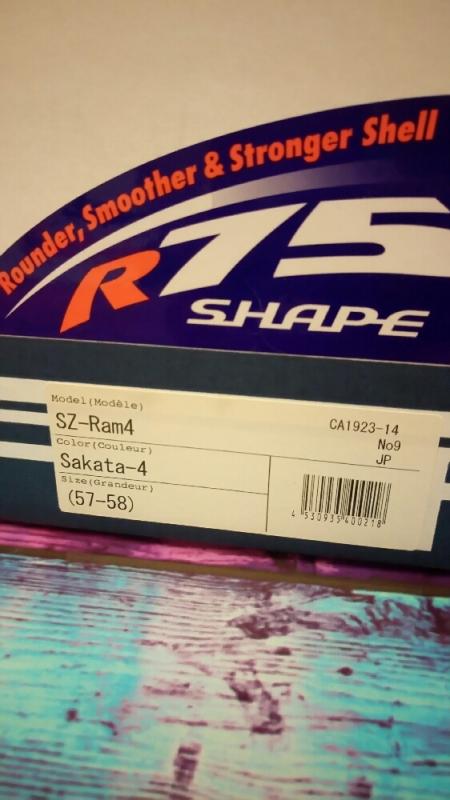 Rounder, Smoother & Stronger Shell
R75
SHAPE
Model(Modèle)
SZ-Ram4
CA1923-14
No9
JP
Color(Couleur)
Sakata-4
Size(Grandeur)
(57-58)
4 530935 400218